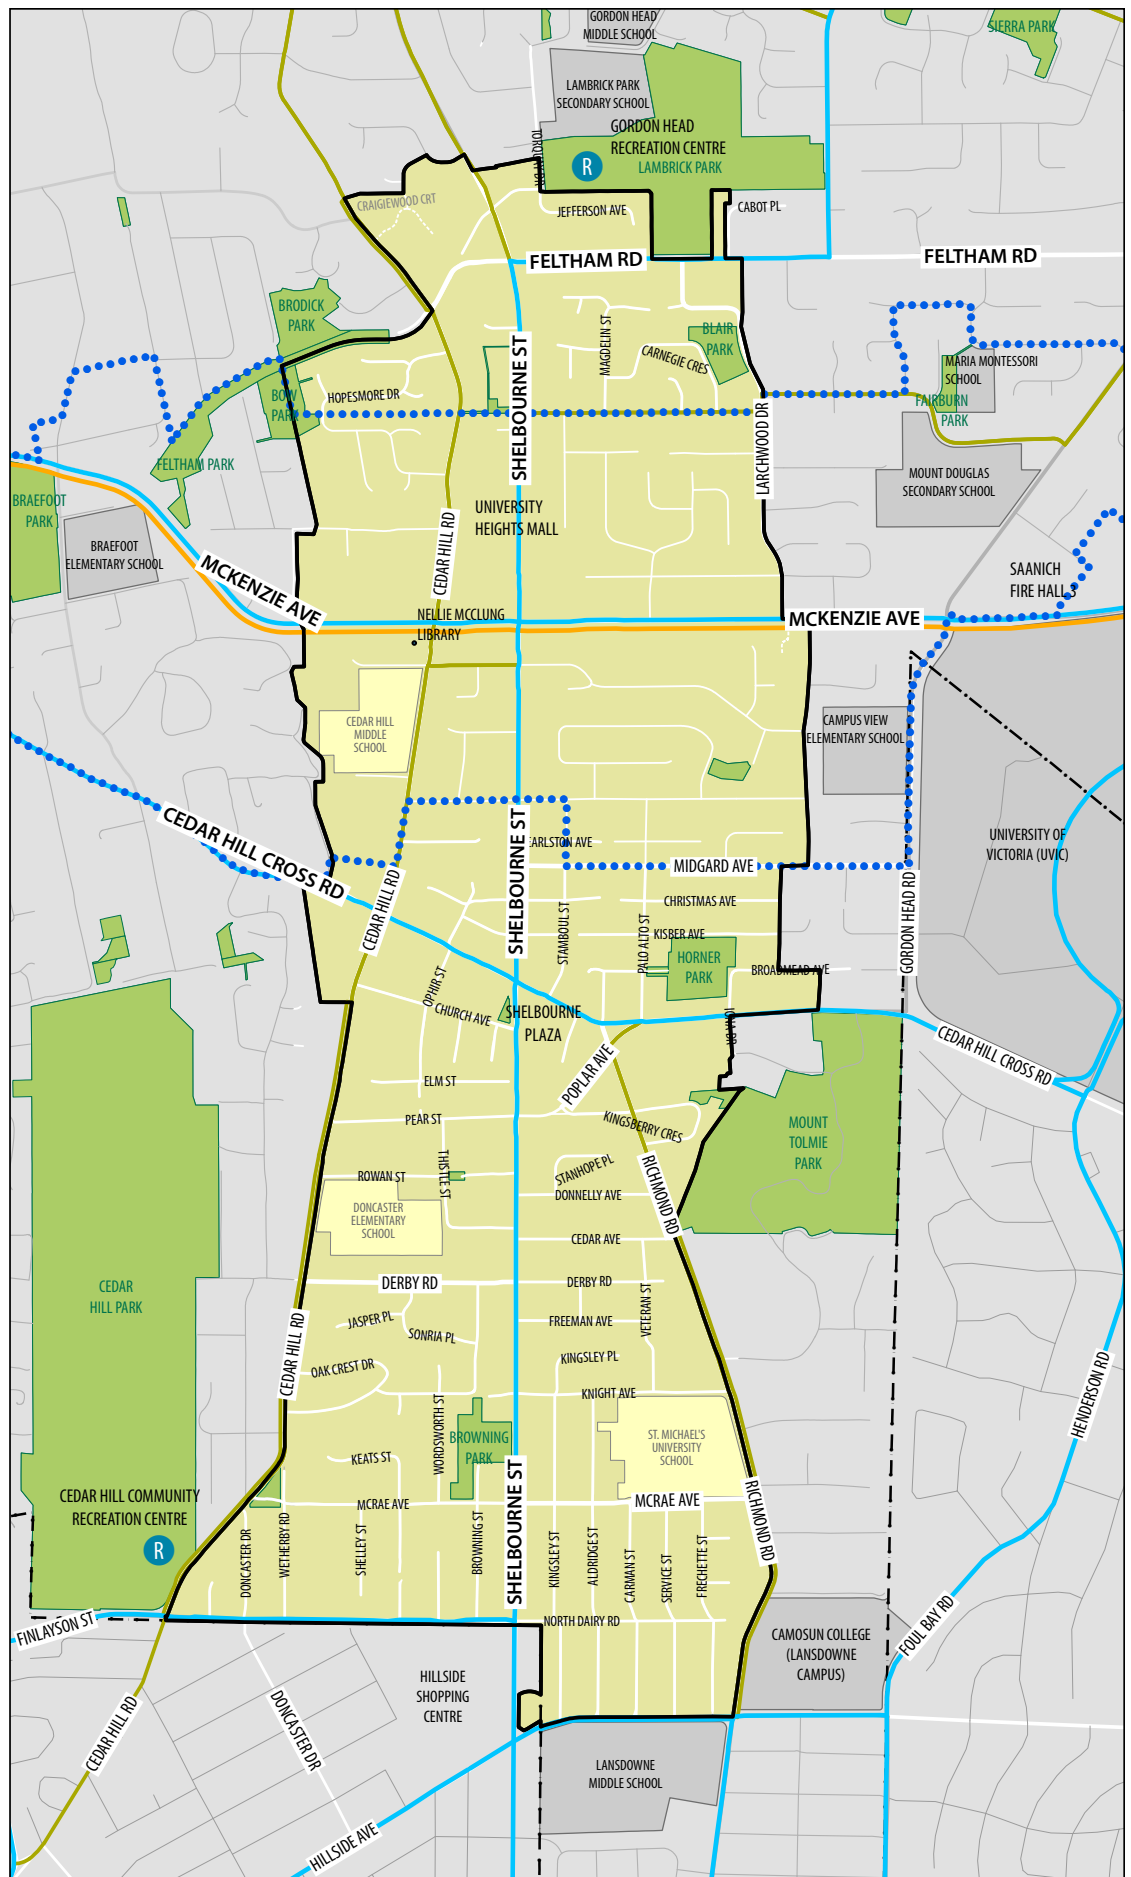 GORDON HEAD
MIDDLE SCHOOL
SIERRA PARK
LAMBRICK PARK
SECONDARY SCHOOL
GORDON HEAD
RECREATION CENTRE
R
LAMBRICK PARK
TORQUAY DR
CRAIGIEWOOD CRT
JEFFERSON AVE
CABOT PL
FELTHAM RD
FELTHAM RD
BRODICK
PARK
SHELBOURNE ST
MAGDELIN ST
BLAIR
PARK
CARNEGIE CRES
MARIA MONTESSORI
SCHOOL
HOPESMORE DR
BOW
PARK
FAIRBURN
PARK
LARCHWOOD DR
FELTHAM PARK
MOUNT DOUGLAS
SECONDARY SCHOOL
BRAEFOOT
PARK
UNIVERSITY
HEIGHTS MALL
CEDAR HILL RD
BRAEFOOT
ELEMENTARY SCHOOL
MCKENZIE AVE
SAANICH
FIRE HALL 3
NELLIE MCCLUNG
LIBRARY
MCKENZIE AVE
CEDAR HILL
MIDDLE
SCHOOL
CAMPUS VIEW
ELEMENTARY SCHOOL
CEDAR HILL CROSS RD
SHELBOURNE ST
EARLSTON AVE
MIDGARD AVE
UNIVERSITY OF
VICTORIA (UVIC)
CEDAR HILL RD
CHRISTMAS AVE
STAMBOUL ST
PALO ALTO ST
KISBER AVE
GORDON HEAD RD
HORNER
PARK
BROADMEAD AVE
OPHIR ST
CHURCH AVE
SHELBOURNE
PLAZA
IONA DR
CEDAR HILL CROSS RD
POPLAR AVE
ELM ST
PEAR ST
KINGSBERRY CRES
MOUNT
TOLMIE
PARK
THISTLE ST
ROWAN ST
STANHOPE PL
DONNELLY AVE
RICHMOND RD
DONCASTER
ELEMENTARY
SCHOOL
CEDAR AVE
CEDAR
HILL PARK
DERBY RD
DERBY RD
VETERAN ST
JASPER PL
SONRIA PL
FREEMAN AVE
CEDAR HILL RD
OAK CREST DR
KINGSLEY PL
KNIGHT AVE
HENDERSON RD
WORDSWORTH ST
BROWNING
PARK
ST. MICHAEL'S
UNIVERSITY
SCHOOL
KEATS ST
SHELBOURNE ST
CEDAR HILL COMMUNITY
RECREATION CENTRE
R
MCRAE AVE
MCRAE AVE
RICHMOND RD
DONCASTER DR
WETHERBY RD
SHELLEY ST
BROWNING ST
KINGSLEY ST
ALDRIDGE ST
CARMAN ST
SERVICE ST
FRECHETTE ST
FINLAYSON ST
NORTH DAIRY RD
FOUL BAY RD
CAMOSUN COLLEGE
(LANSDOWNE
CAMPUS)
HILLSIDE
SHOPPING
CENTRE
CEDAR HILL RD
DONCASTER DR
LANSDOWNE
MIDDLE SCHOOL
HILLSIDE AVE